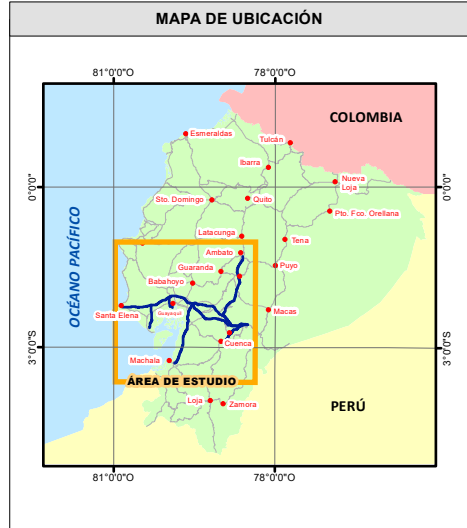 MAPA DE UBICACIÓN
81°0'0"O
78°0'0"O
COLOMBIA
Esmeraldas
Tulcán
Ibarra
Nueva
Loja
0°0'0"
0°0'0"
Sto. Domingo
Quito
Pto. Fco. Orellana
OCÉANO PACÍFICO
Latacunga
Tena
Ambato
Guaranda
Puyo
Babahoyo
Santa Elena
Guayaquil
Macas
3°0'0"S
3°0'0"S
Cuenca
Machala
ÁREA DE ESTUDIO
Loja
Zamora
PERÚ
81°0'0"O
78°0'0"O